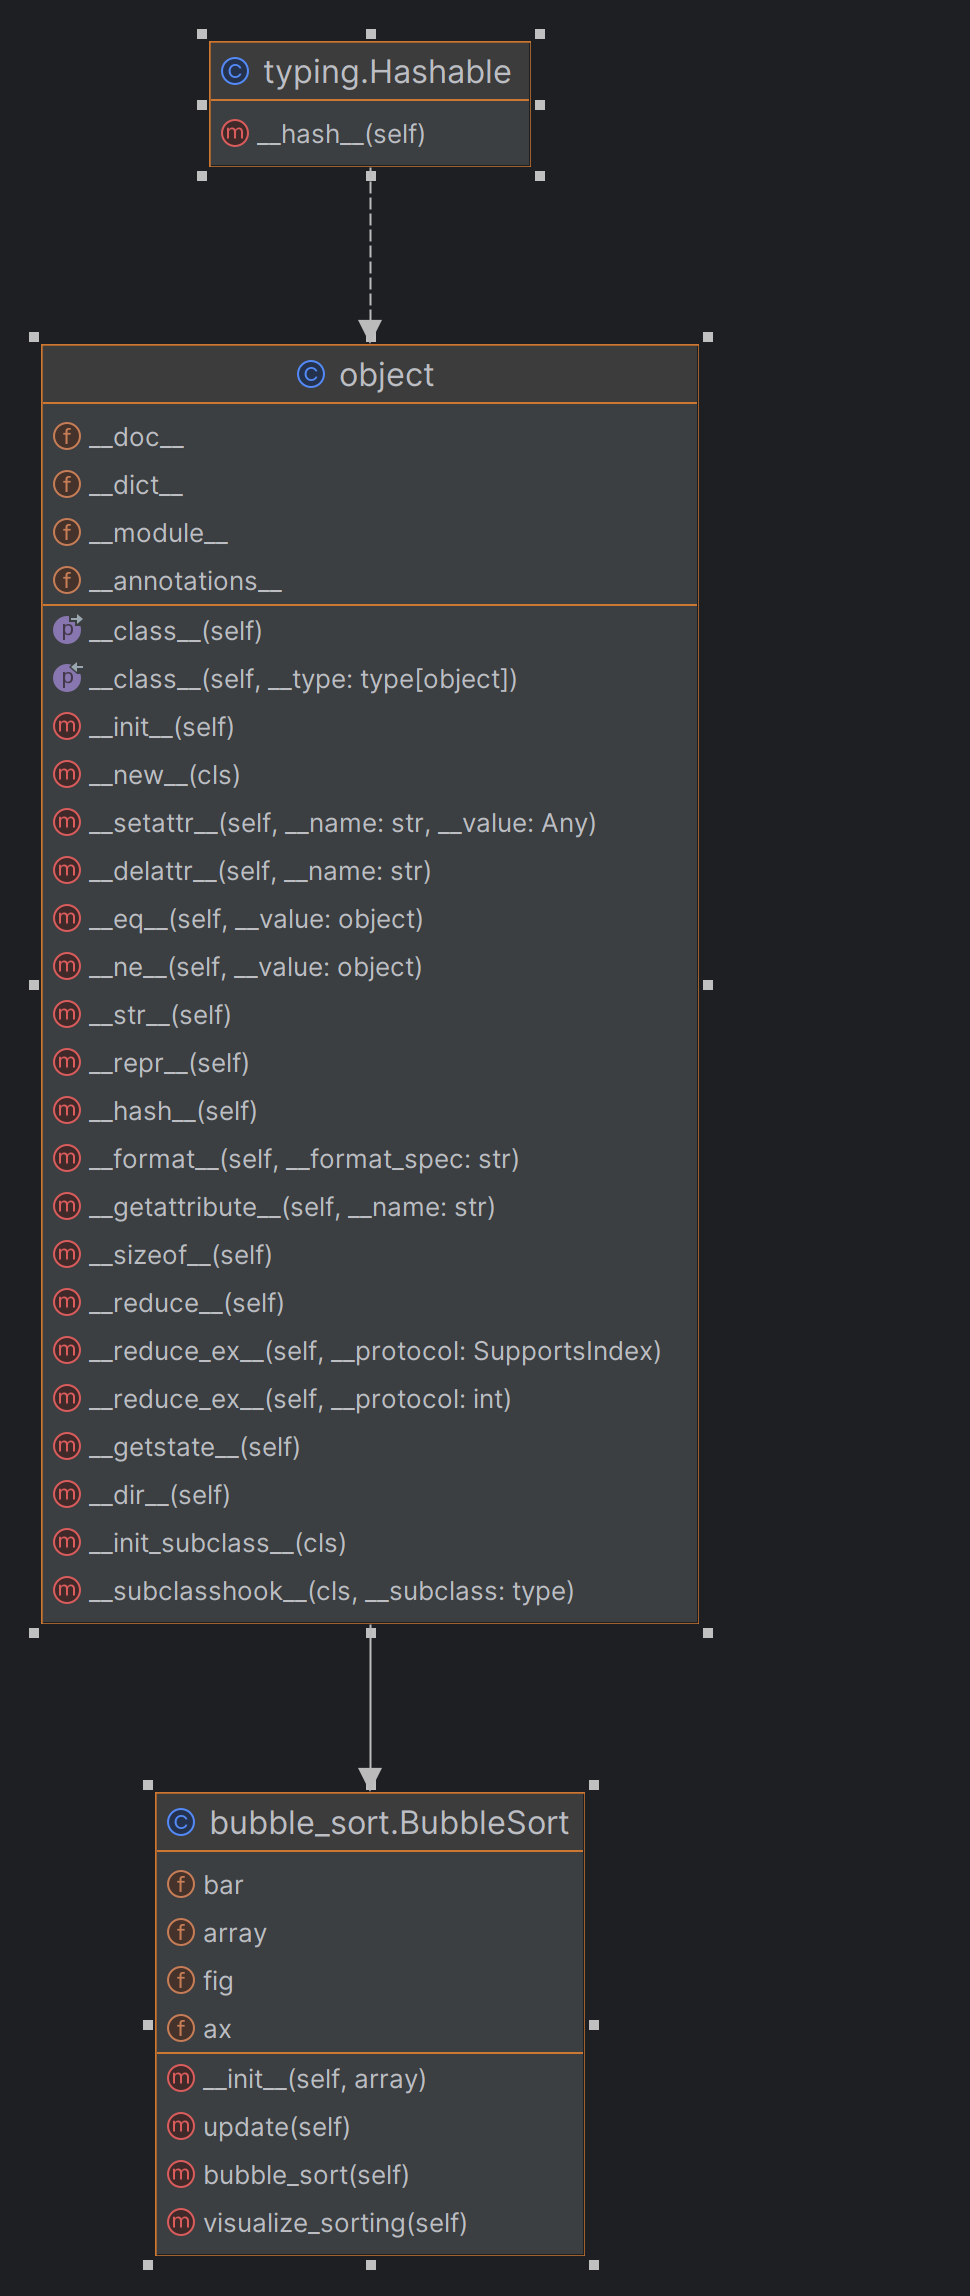 typing.Hashable
__hash__(self)
object
__doc__
__dict__
__module__
__annotations__
__class__(self)
__class__(self, __type: type[object])
__init__(self)
__new__(cls)
__setattr__(self, __name: str, __value: Any)
__delattr__(self, __name: str)
__eq__(self, __value: object)
__ne__(self, __value: object)
__str__(self)
__repr__(self)
__hash__(self)
__format__(self, __format_spec: str)
__getattribute__(self, __name: str)
__sizeof__(self)
__reduce__(self)
__reduce_ex__(self, __protocol: SupportsIndex)
__reduce_ex__(self, __protocol: int)
__getstate__(self)
__dir__(self)
__init_subclass__(cls)
__subclasshook__(cls, __subclass: type)
bubble_sort.BubbleSort
bar
array
fig
ax
__init__(self, array)
update(self)
bubble_sort(self)
visualize_sorting(self)